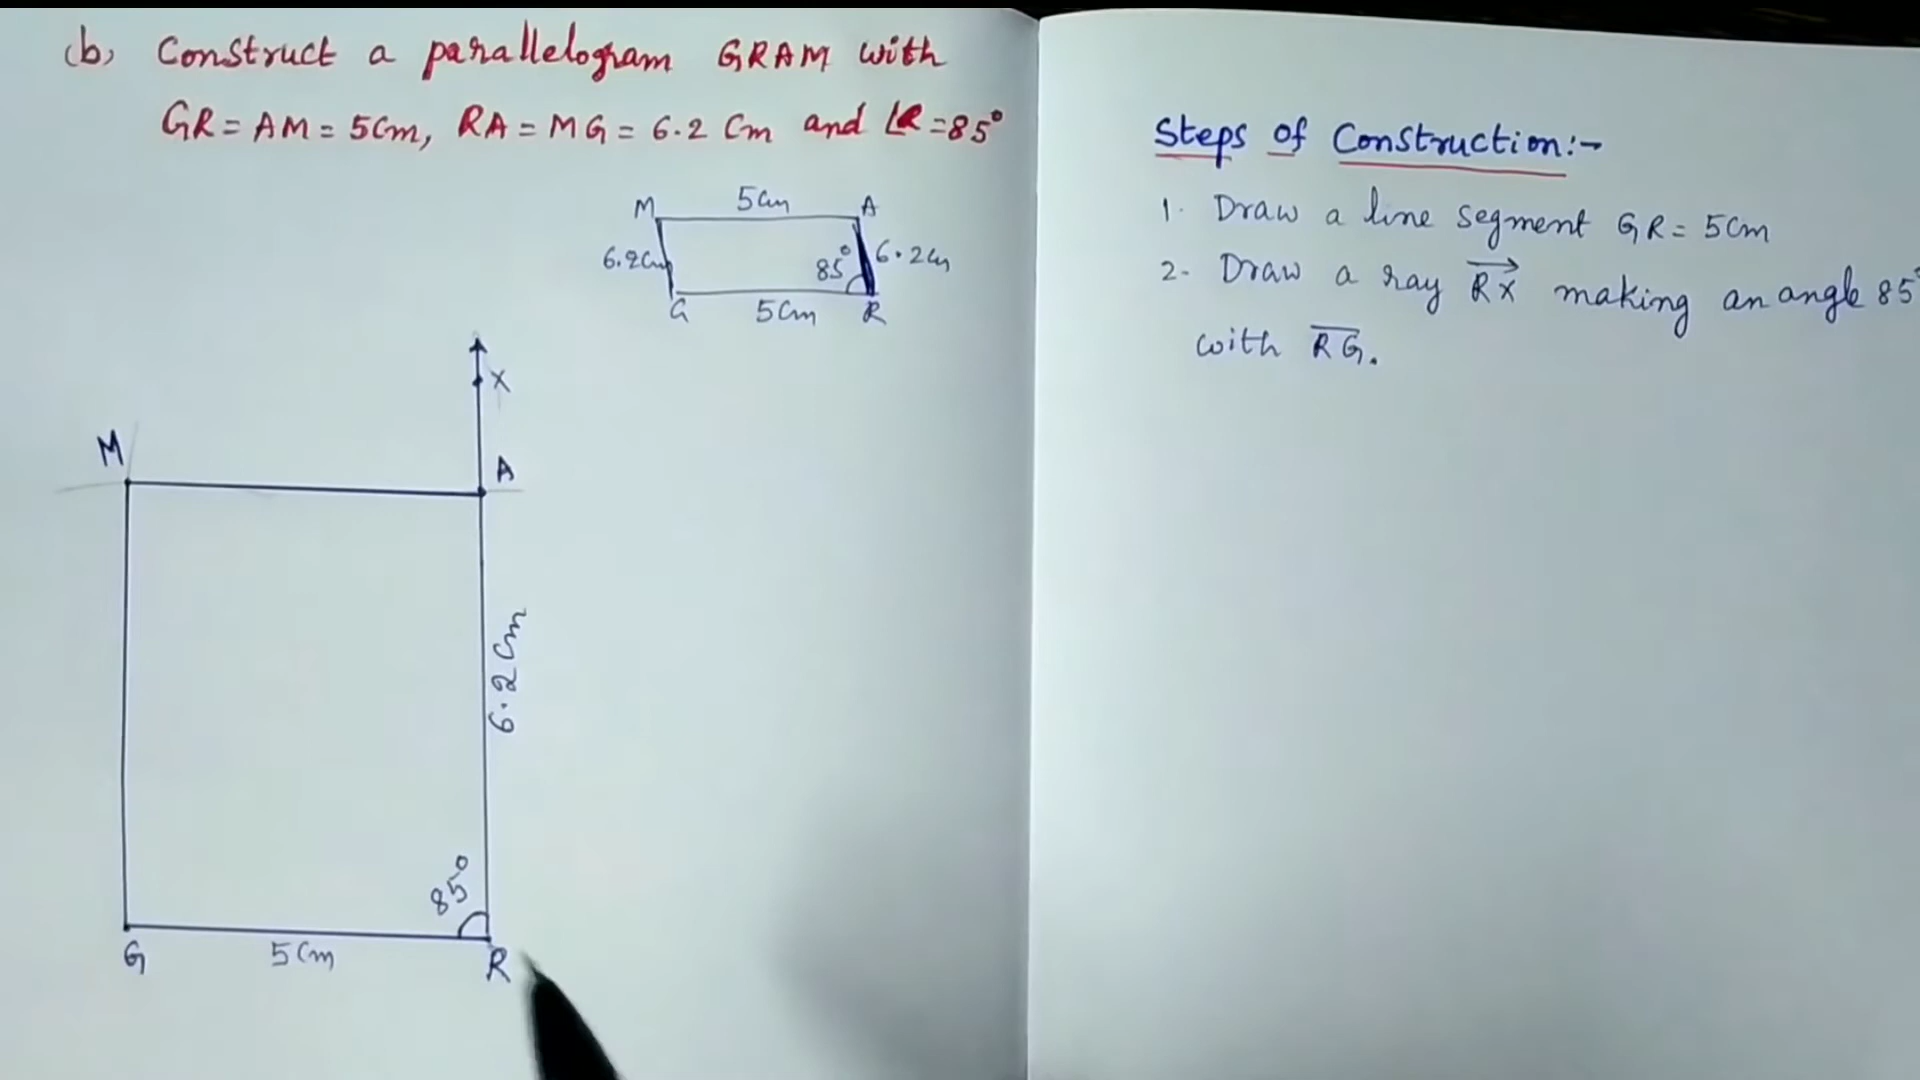 (b) Construct a parallelogram GRAM with
GR = AM = 5cm, RA = MG = 6.2 cm and ∠R = 85°
M 5cm A
6.2cm 85° 6.2cm
G 5cm R
X
M A
6.2cm
85°
G 5cm R
Steps of Construction:-
1. Draw a line segment GR = 5cm
2. Draw a ray RX making an angle 85°
with RG.